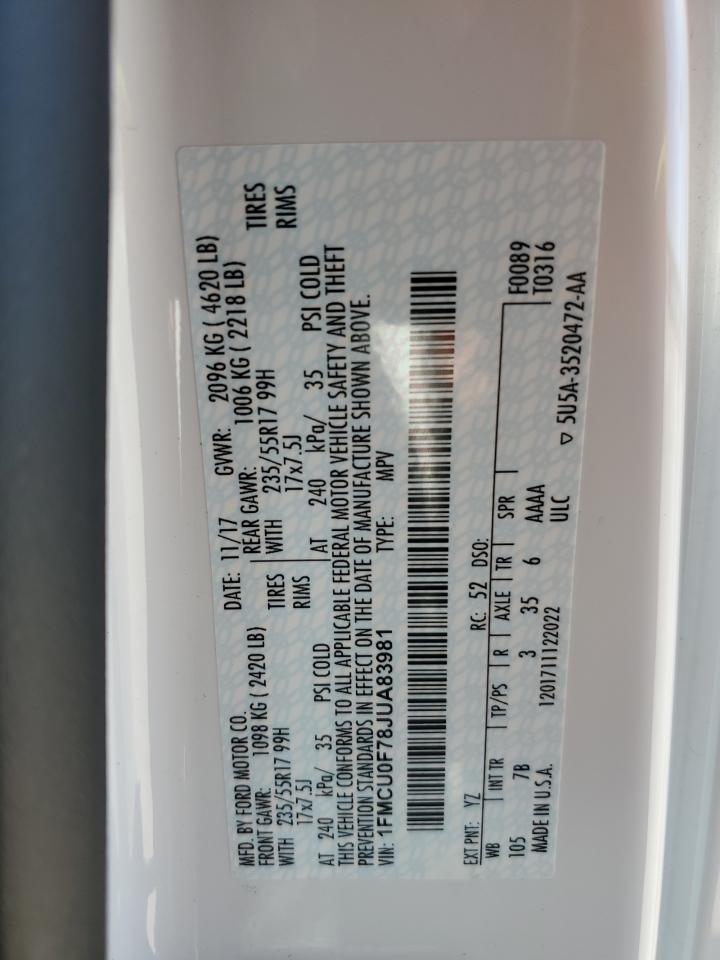 MFD. BY FORD MOTOR CO. DATE: 11/17 GVWR: 2096 KG ( 4620 LB)
FRONT GAWR: 1098 KG ( 2420 LB) REAR GAWR: 1006 KG ( 2218 LB)
WITH 235/55R17 99H TIRES WITH 235/55R17 99H TIRES
17x7.5J RIMS 17x7.5J RIMS
AT 240 kPa/ 35 PSI COLD AT 240 kPa/ 35 PSI COLD
THIS VEHICLE CONFORMS TO ALL APPLICABLE FEDERAL MOTOR VEHICLE SAFETY AND THEFT
PREVENTION STANDARDS IN EFFECT ON THE DATE OF MANUFACTURE SHOWN ABOVE.
VIN: 1FMCU0F78JUA83981 TYPE: MPV
EXT PNT: YZ RC: 52 DSO:
WB INT TR TP/PS R AXLE TR SPR F0089
105 7B 3 35 6 AAAA T0316
MADE IN U.S.A. 1201711122022 ULC
▽ 5U5A-3520472-AA